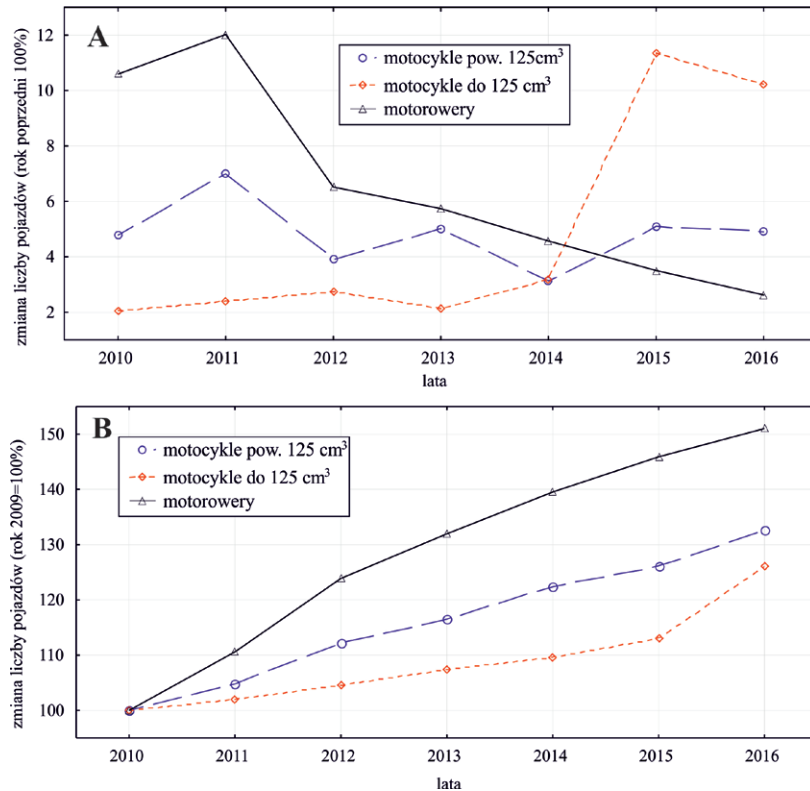 A
motocykle pow. 125cm³
motocykle do 125 cm³
motorowery
zmiana liczby pojazdów (rok poprzedni 100%)
12
10
8
6
4
2
2010 2011 2012 2013 2014 2015 2016
lata
B
motocykle pow. 125 cm³
motocykle do 125 cm³
motorowery
zmiana liczby pojazdów (rok 2009=100%)
150
140
130
120
110
100
2010 2011 2012 2013 2014 2015 2016
lata